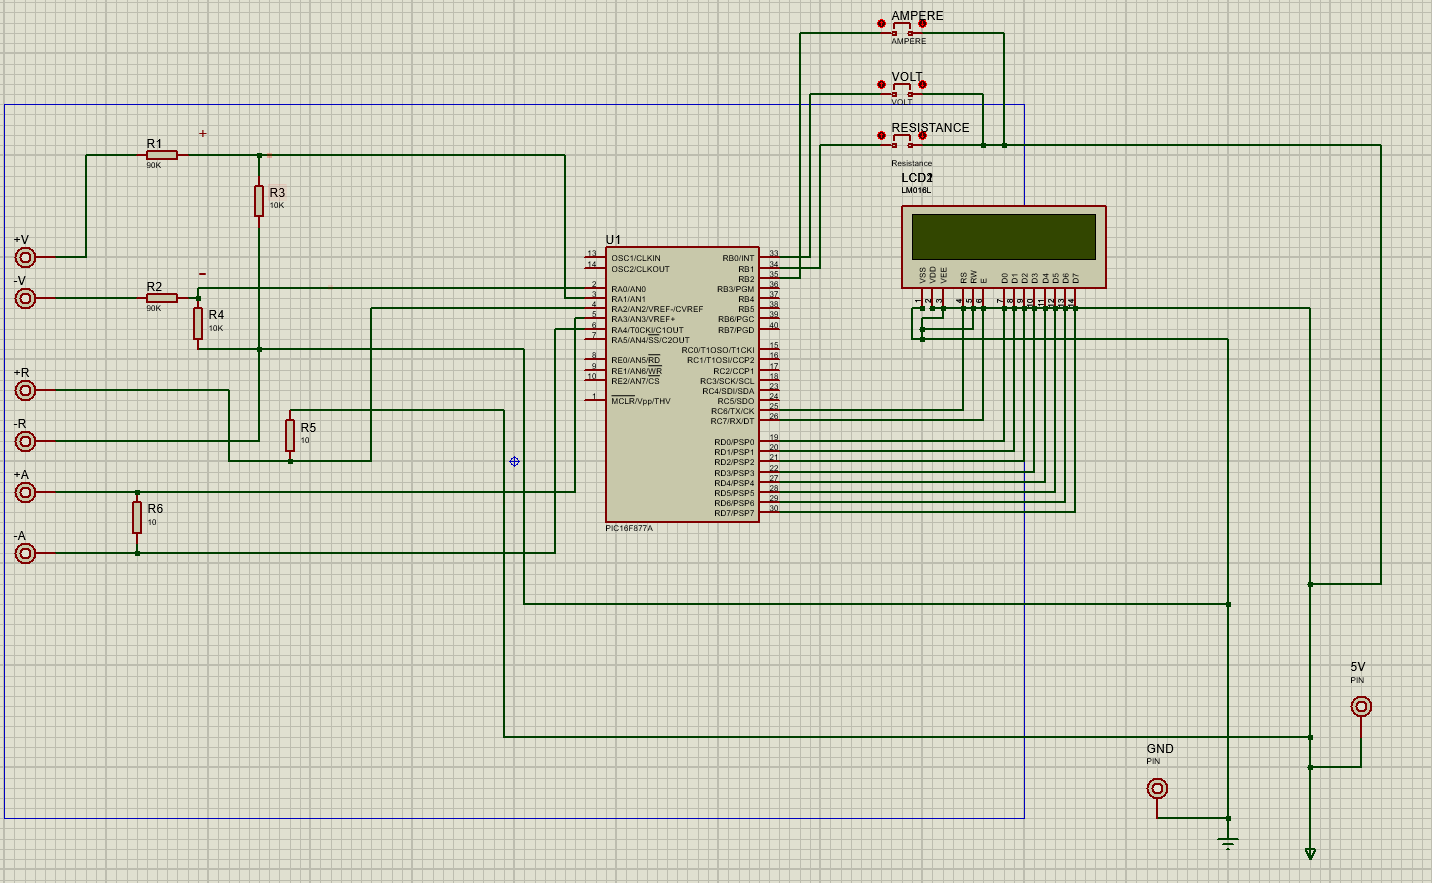 AMPERE
AMPERE
VOLT
VOLT
RESISTANCE
Resistance
R1
90K
+
-
R3
10K
+V
-V
R2
90K
-
R4
10K
+R
-R
R5
10
+A
R6
10
-A
U1
13 OSC1/CLKIN
14 OSC2/CLKOUT
2 RA0/AN0
3 RA1/AN1
4 RA2/AN2/VREF-/CVREF
5 RA3/AN3/VREF+
6 RA4/T0CKI/C1OUT
7 RA5/AN4/SS/C2OUT
8 RE0/AN5/RD
9 RE1/AN6/WR
10 RE2/AN7/CS
1 MCLR/Vpp/THV
RB0/INT 33
RB1 34
RB2 35
RB3/PGM 36
RB4 37
RB5 38
RB6/PGC 39
RB7/PGD 40
RC0/T1OSO/T1CKI 15
RC1/T1OSI/CCP2 16
RC2/CCP1 17
RC3/SCK/SCL 18
RC4/SDI/SDA 23
RC5/SDO 24
RC6/TX/CK 25
RC7/RX/DT 26
RD0/PSP0 19
RD1/PSP1 20
RD2/PSP2 21
RD3/PSP3 22
RD4/PSP4 27
RD5/PSP5 28
RD6/PSP6 29
RD7/PSP7 30
PIC16F877A
LM016L
VSS VDD VEE RS RW E D0 D1 D2 D3 D4 D5 D6 D7
1 2 3 4 5 6 7 8 9 10 11 12 13 14
5V
PIN
GND
PIN